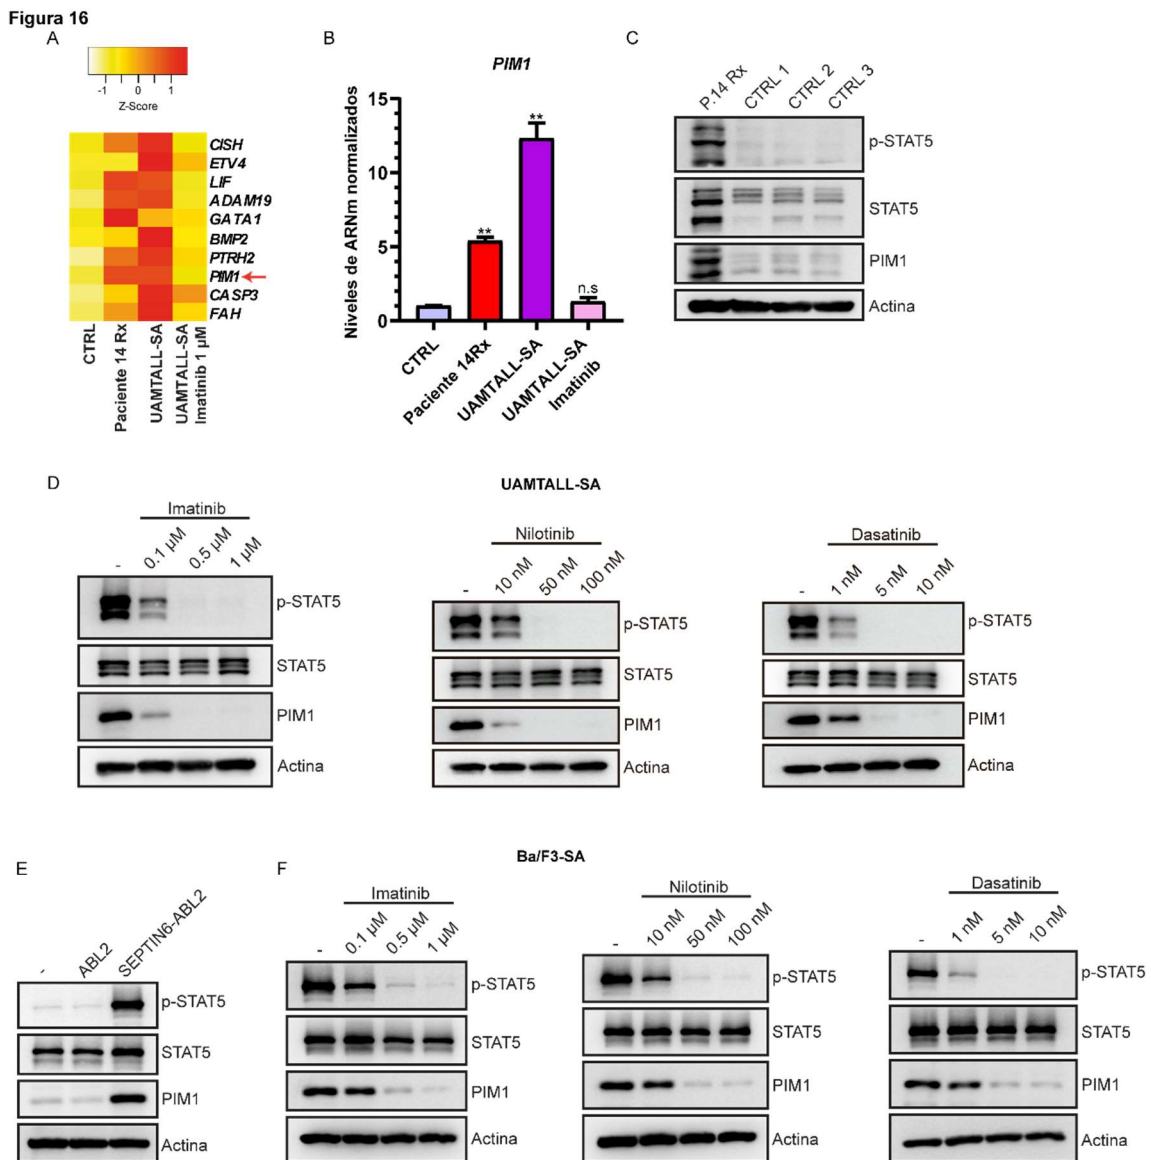 Figura 16
A
-1 0 1
Z-Score
CISH
ETV4
LIF
ADAM19
GATA1
BMP2
PTRH2
PIM1
CASP3
FAH
CTRL
Paciente 14 Rx
UAMTALL-SA
UAMTALL-SA
Imatinib 1 µM
B
PIM1
Niveles de ARNm normalizados
15
10
5
0
**
**
n.s
CTRL
Paciente 14Rx
UAMTALL-SA
UAMTALL-SA
Imatinib
C
P.14 Rx
CTRL 1
CTRL 2
CTRL 3
p-STAT5
STAT5
PIM1
Actina
D
UAMTALL-SA
Imatinib
- 0.1 µM 0.5 µM 1 µM
p-STAT5
STAT5
PIM1
Actina
Nilotinib
- 10 nM 50 nM 100 nM
p-STAT5
STAT5
PIM1
Actina
Dasatinib
- 1 nM 5 nM 10 nM
p-STAT5
STAT5
PIM1
Actina
E
- ABL2 SEPTIN6-ABL2
p-STAT5
STAT5
PIM1
Actina
F
Ba/F3-SA
Imatinib
- 0.1 µM 0.5 µM 1 µM
p-STAT5
STAT5
PIM1
Actina
Nilotinib
- 10 nM 50 nM 100 nM
p-STAT5
STAT5
PIM1
Actina
Dasatinib
- 1 nM 5 nM 10 nM
p-STAT5
STAT5
PIM1
Actina